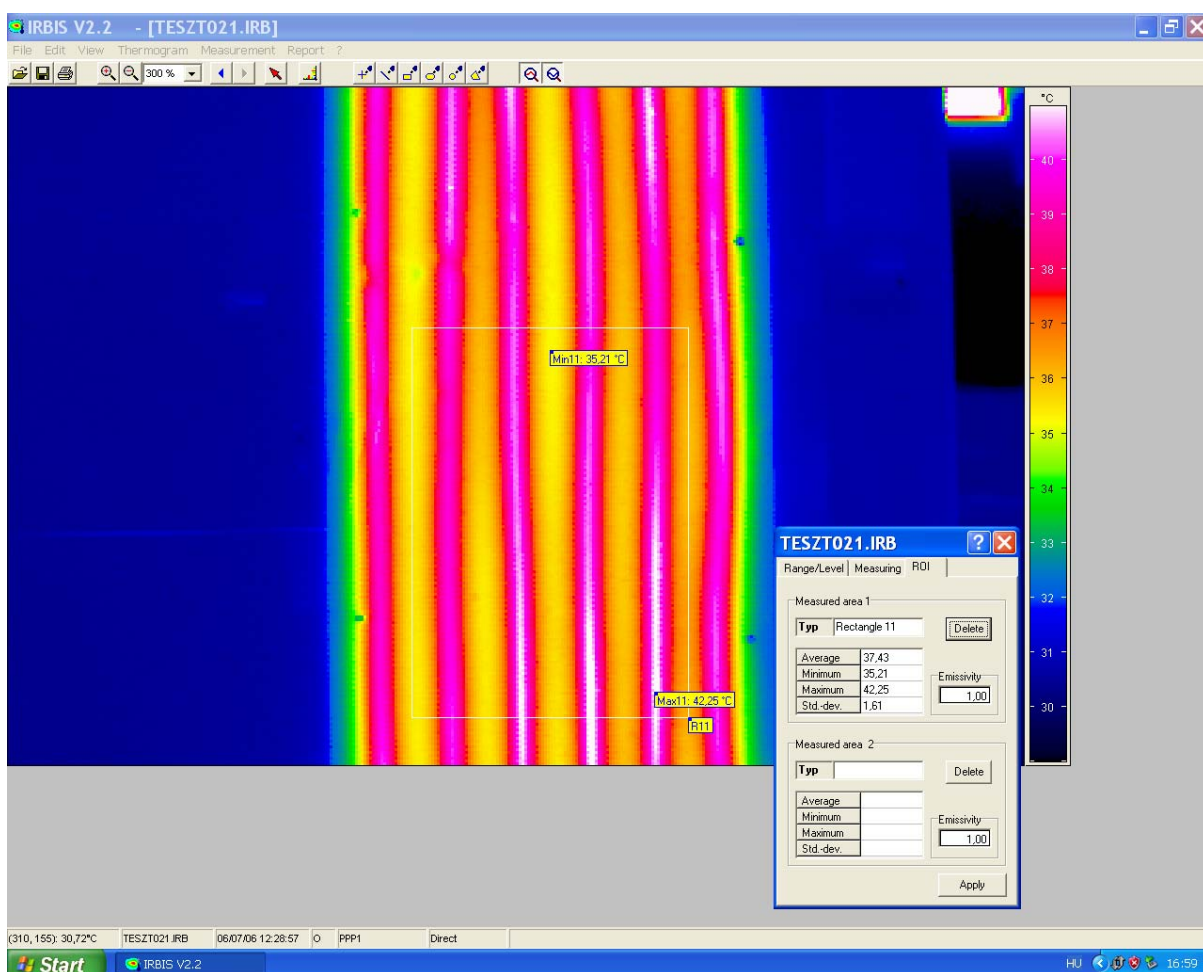 IRBIS V2.2 - [TESZT021.IRB]
File Edit View Thermogram Measurement Report ?
300 %
°C
40
39
38
37
36
35
34
33
32
31
30
Min11: 35,21 °C
Max11: 42,25 °C
R11
TESZT021.IRB
Range/Level Measuring ROI
Measured area 1
Typ Rectangle 11 Delete
Average 37,43
Minimum 35,21
Maximum 42,25
Std.-dev. 1,61
Emissivity
1,00
Measured area 2
Typ Delete
Average
Minimum
Maximum
Std.-dev.
Emissivity
1,00
Apply
(310, 155): 30,72°C TESZT021.IRB 06/07/06 12:28:57 O PPP1 Direct
Start IRBIS V2.2 HU 16:59